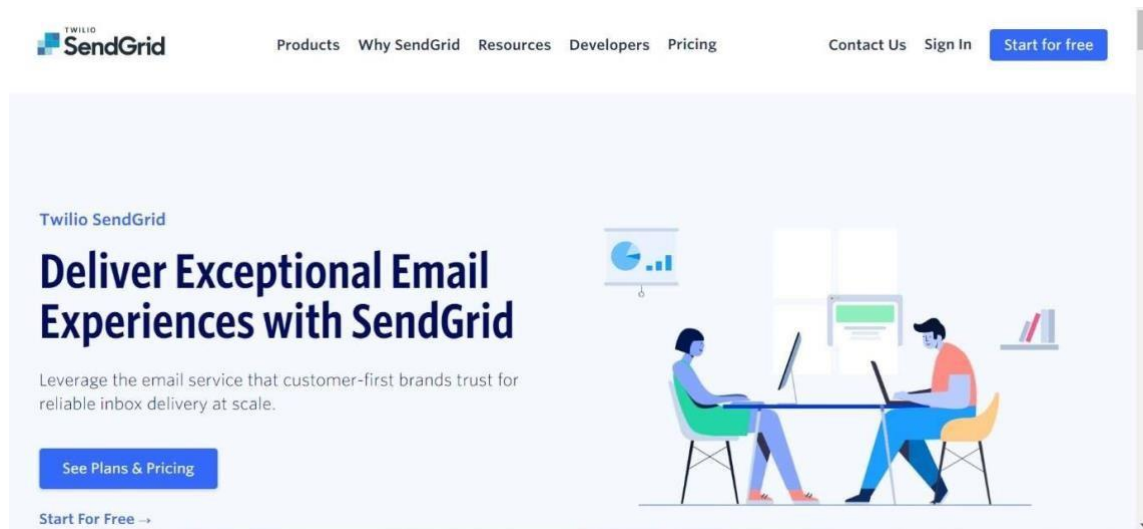 TWILIO
SendGrid
Products Why SendGrid Resources Developers Pricing
Contact Us Sign In Start for free
Twilio SendGrid
Deliver Exceptional Email
Experiences with SendGrid
Leverage the email service that customer-first brands trust for
reliable inbox delivery at scale.
See Plans & Pricing
Start For Free →